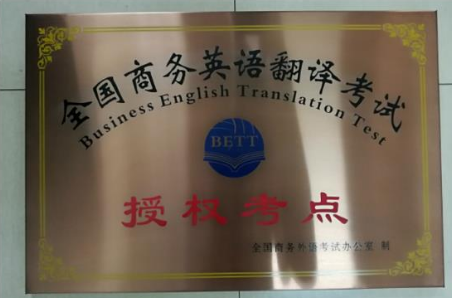 全国商务英语翻译考试
Business English Translation Test
BETT
授权考点
全国商务外语考试办公室 制